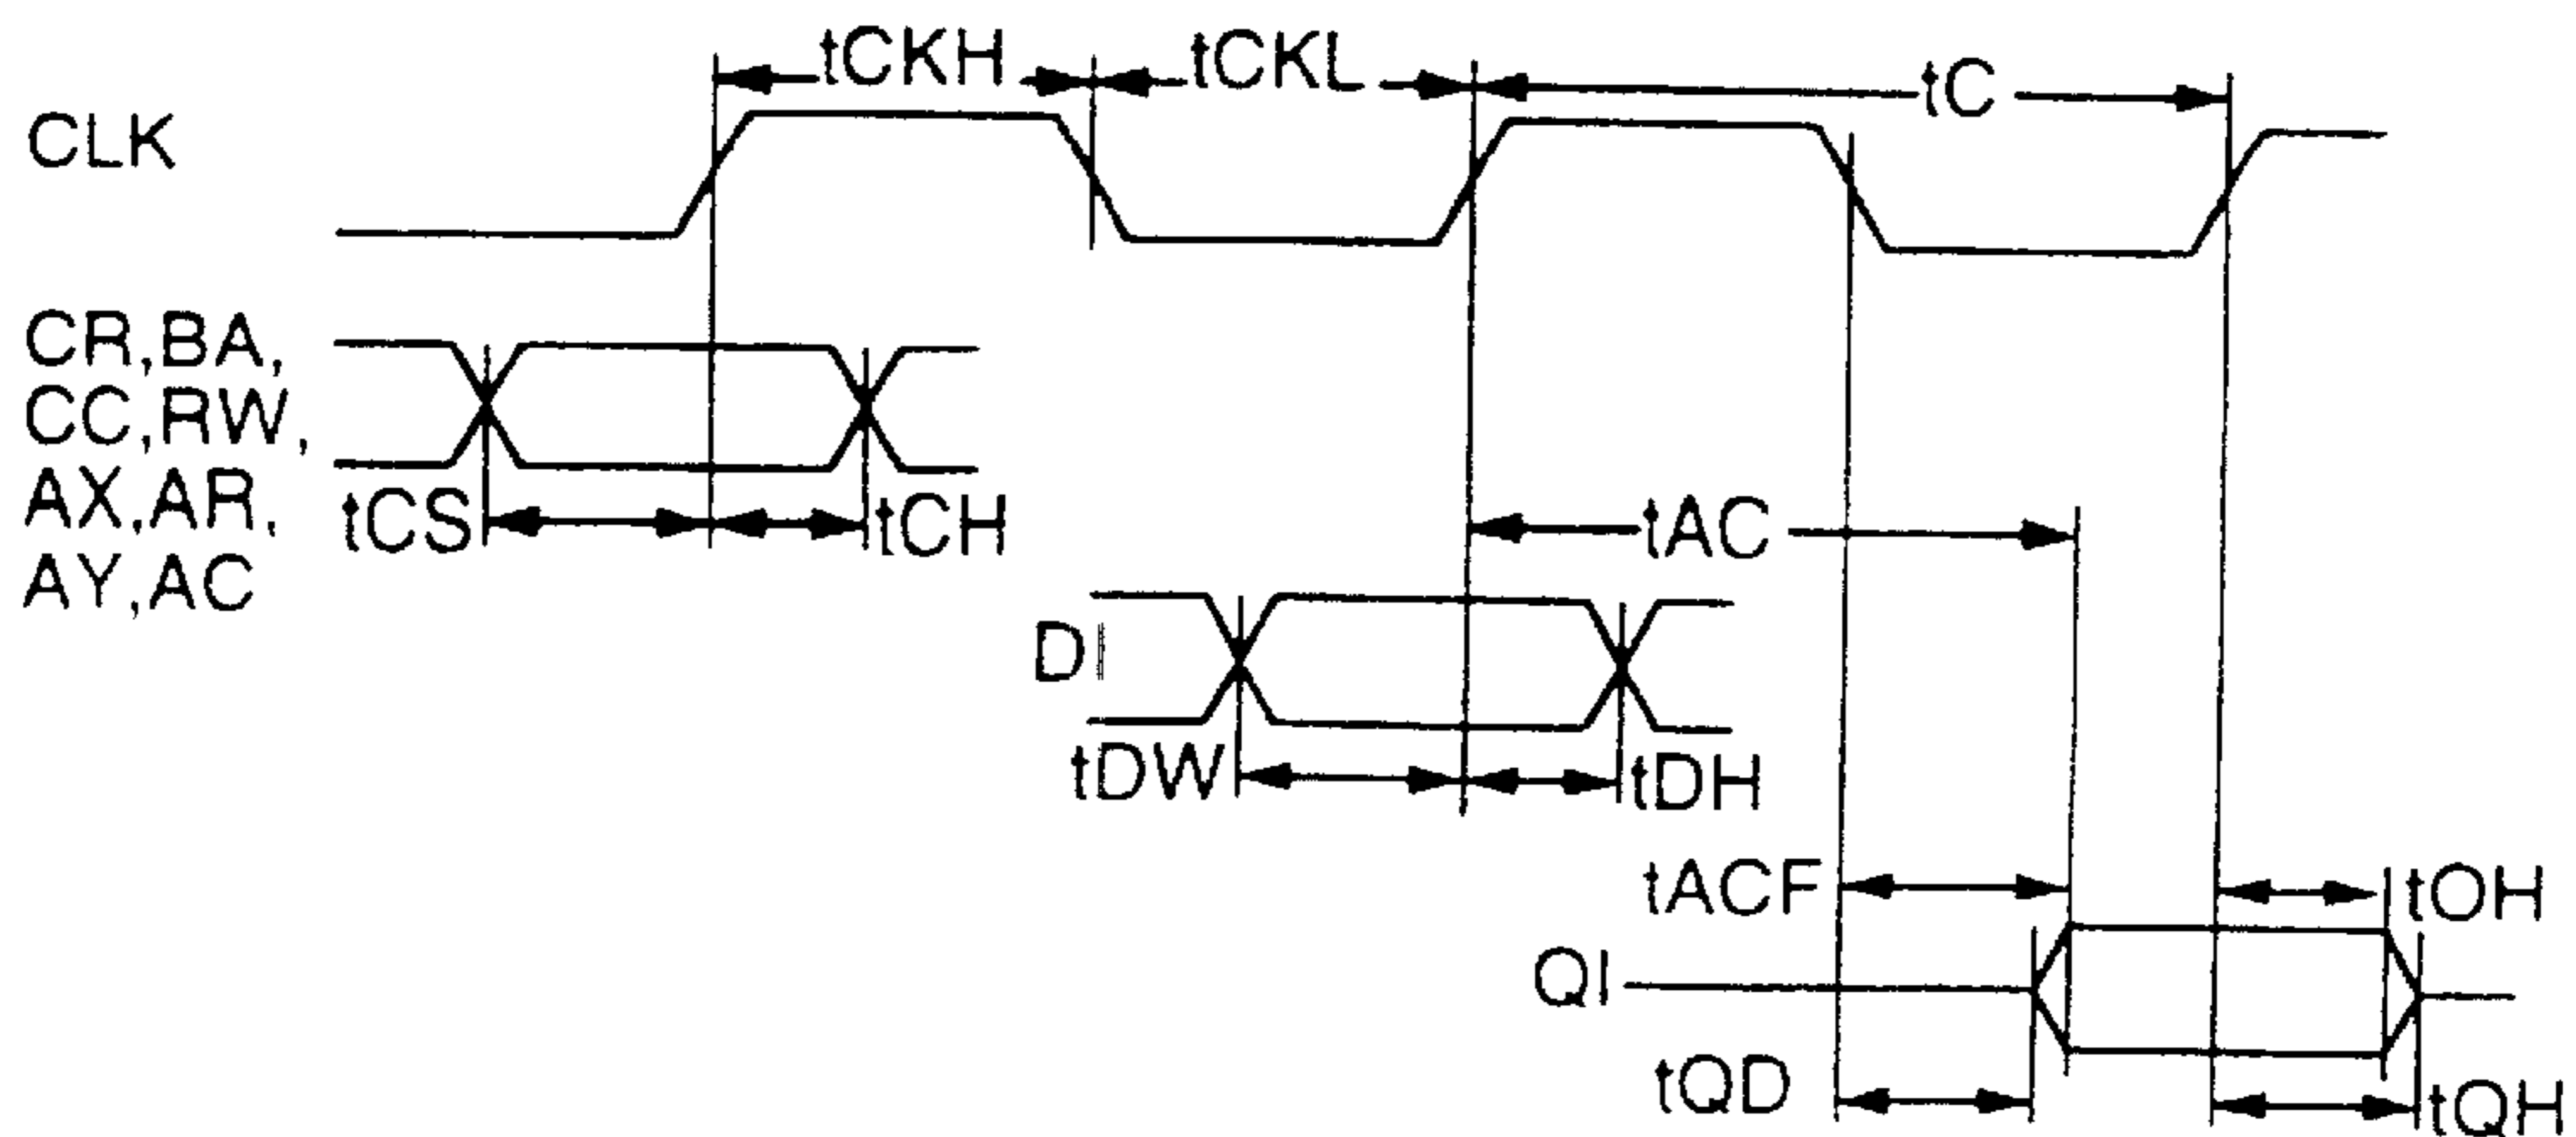 tCKH
tCKL
tC
CLK
CR,BA,
CC,RW,
AX,AR,
AY,AC
tCS
tCH
tAC
DI
tDW
tDH
tACF
tOH
QI
tQD
tQH